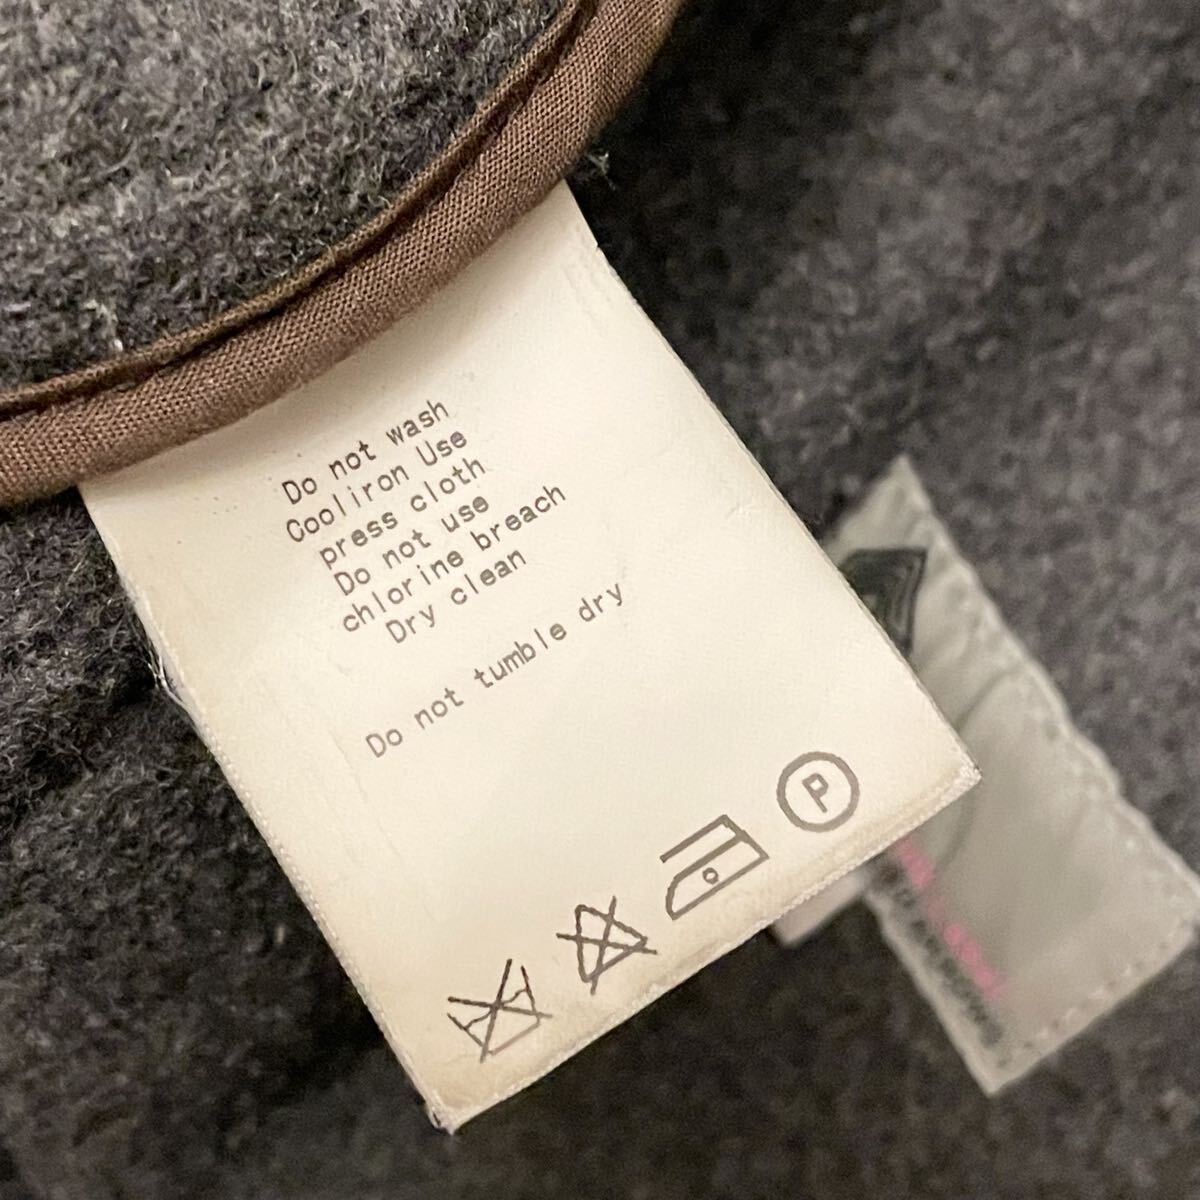 Do not wash
Cooliron Use
press cloth
Do not use
chlorine breach
Dry clean
Do not tumble dry
P